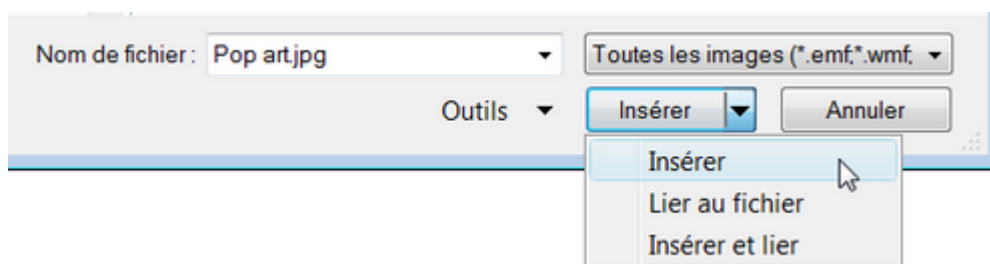 Nom de fichier : Pop art.jpg Toutes les images (*.emf;*.wmf;
Outils Insérer Annuler
Insérer
Lier au fichier
Insérer et lier